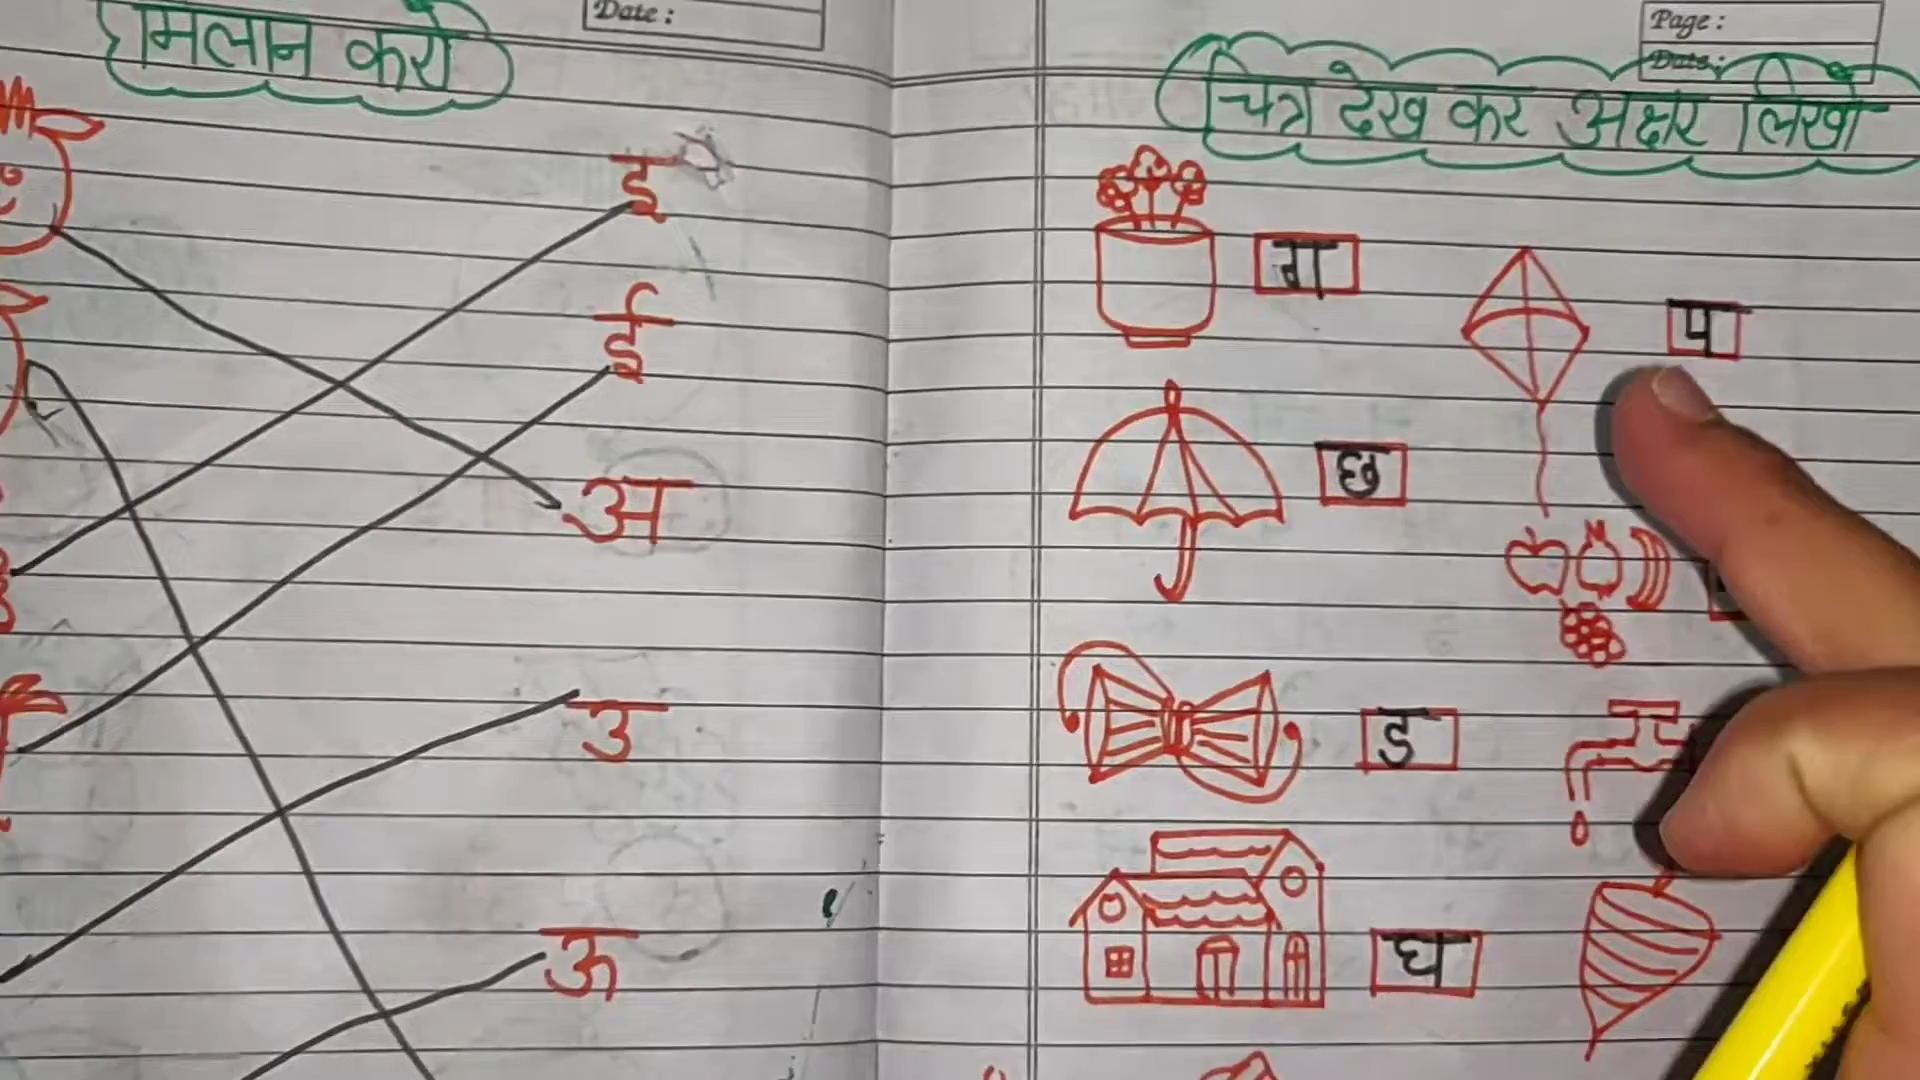 Date :
मिलान करो
इ
ई
अ
उ
ऊ
Page :
Date :
चित्र देख कर अक्षर लिखो
ग
प
छ
ड
घ